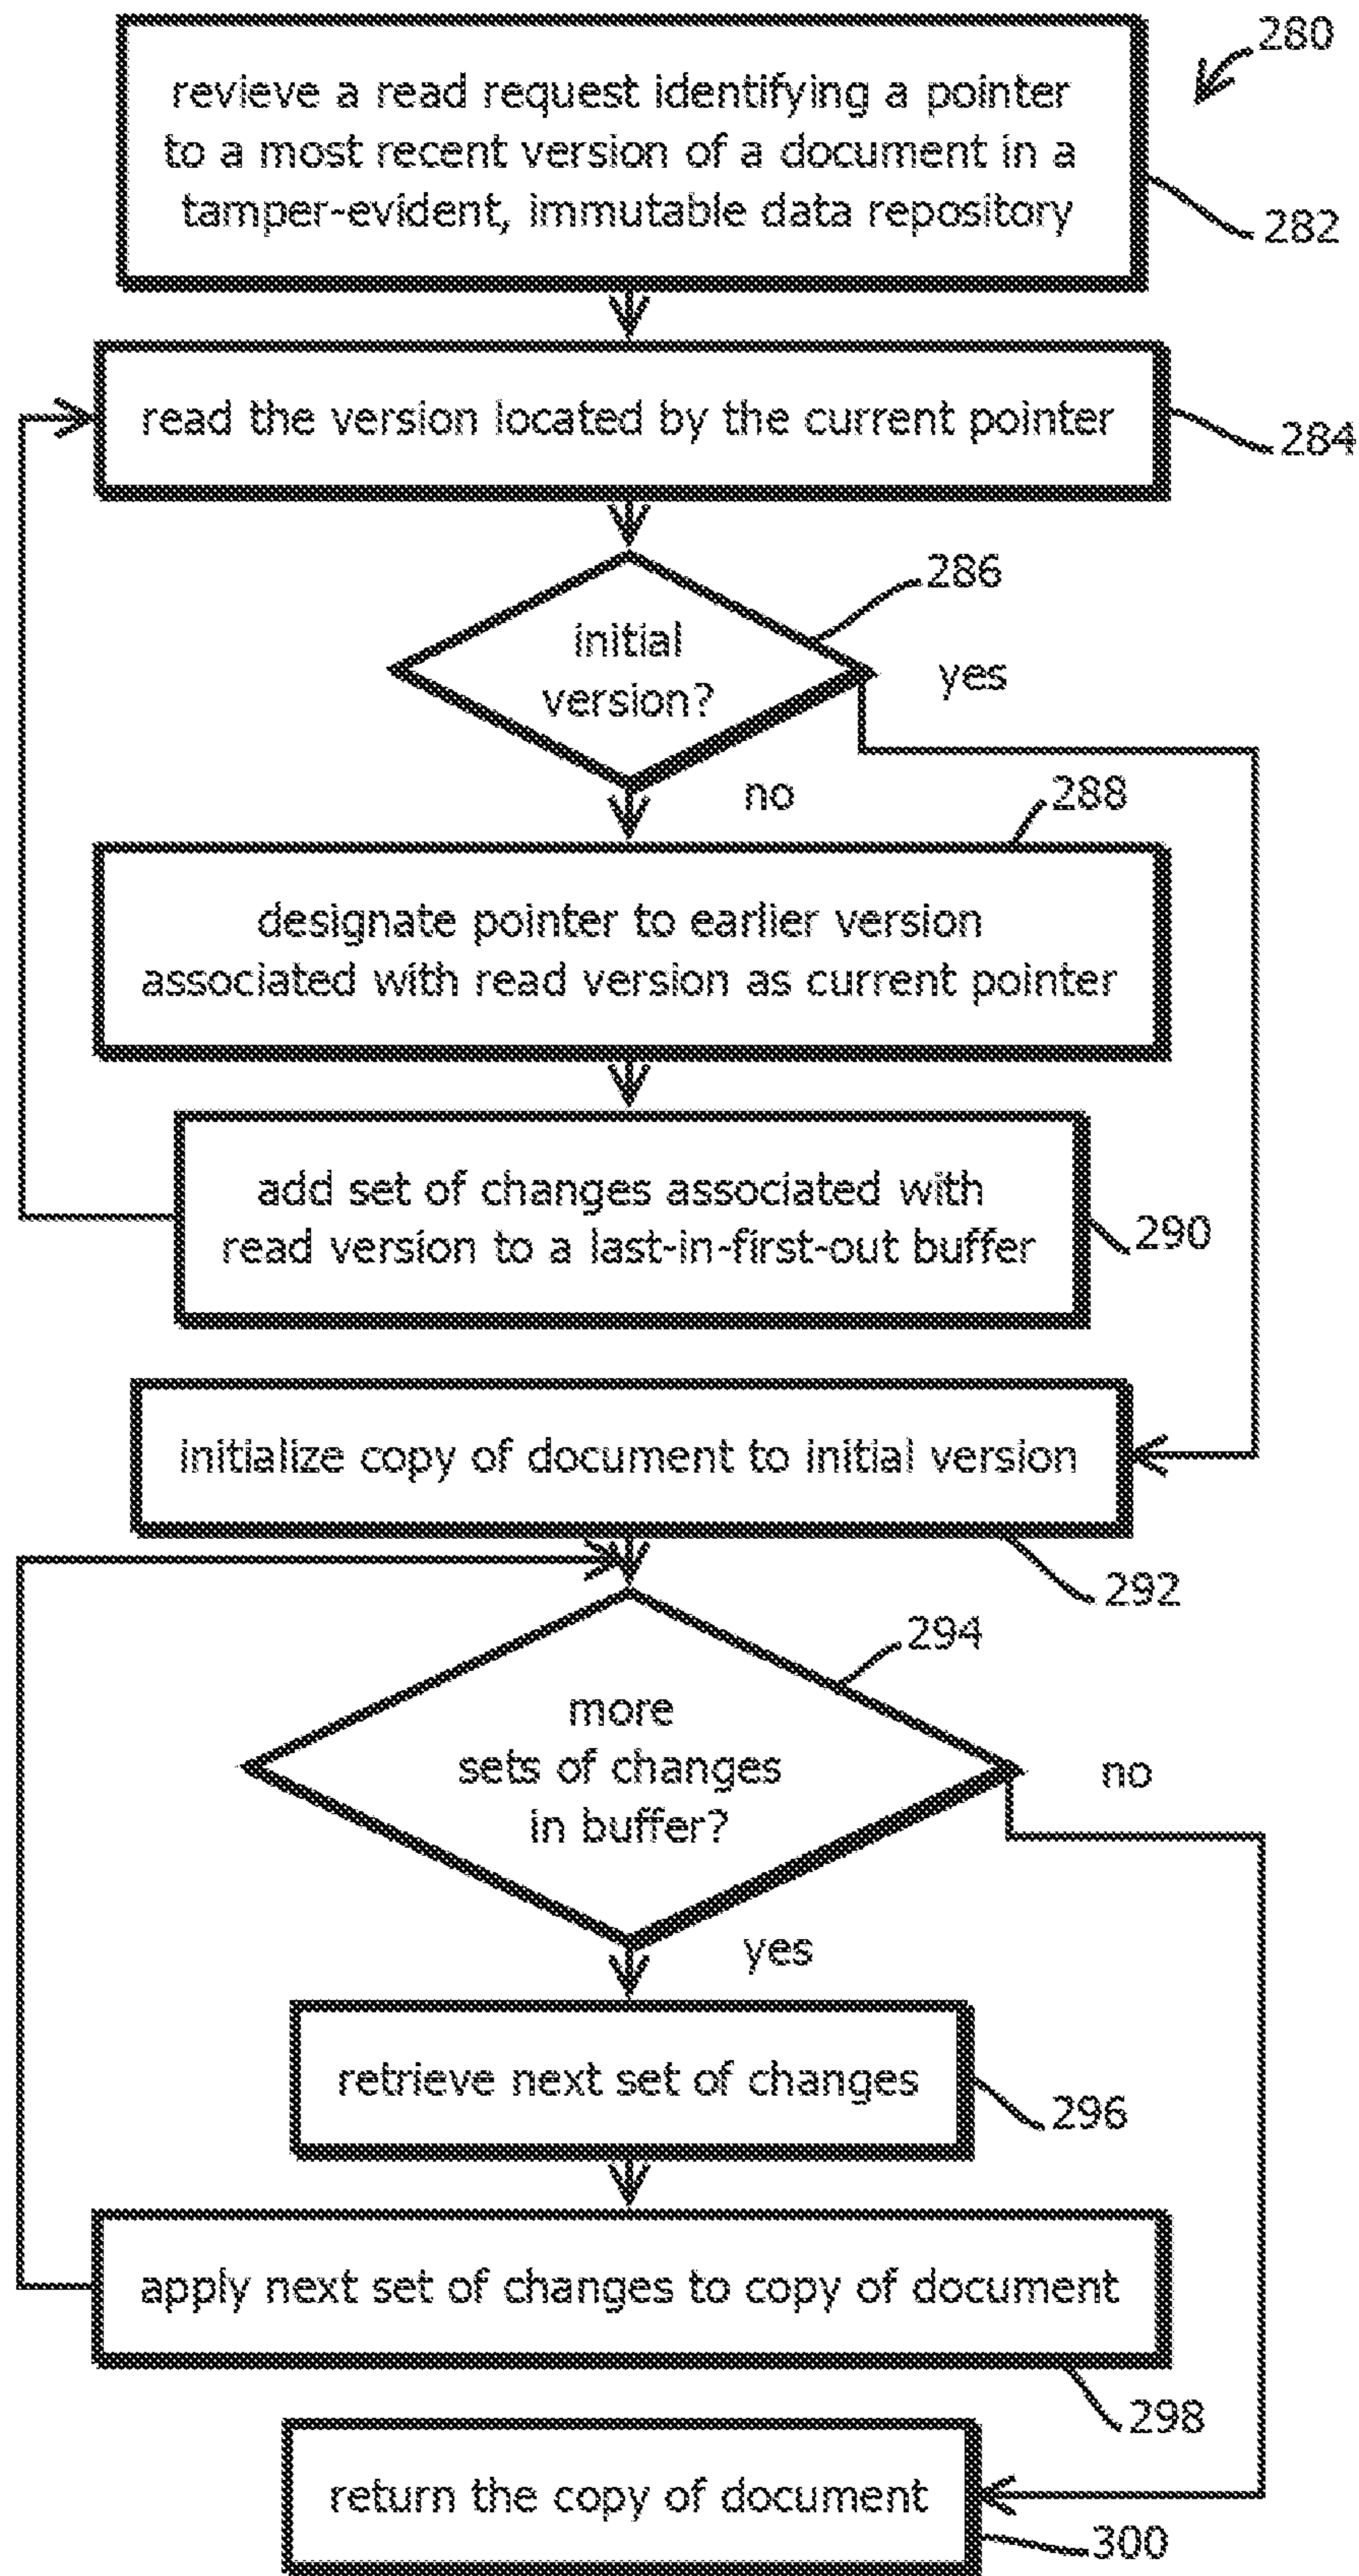 280
revieve a read request identifying a pointer
to a most recent version of a document in a
tamper-evident, immutable data repository
282
read the version located by the current pointer
284
286
initial
version?
yes
no
288
designate pointer to earlier version
associated with read version as current pointer
add set of changes associated with
read version to a last-in-first-out buffer
290
initialize copy of document to initial version
292
294
more
sets of changes
in buffer?
no
yes
retrieve next set of changes
296
apply next set of changes to copy of document
298
return the copy of document
300